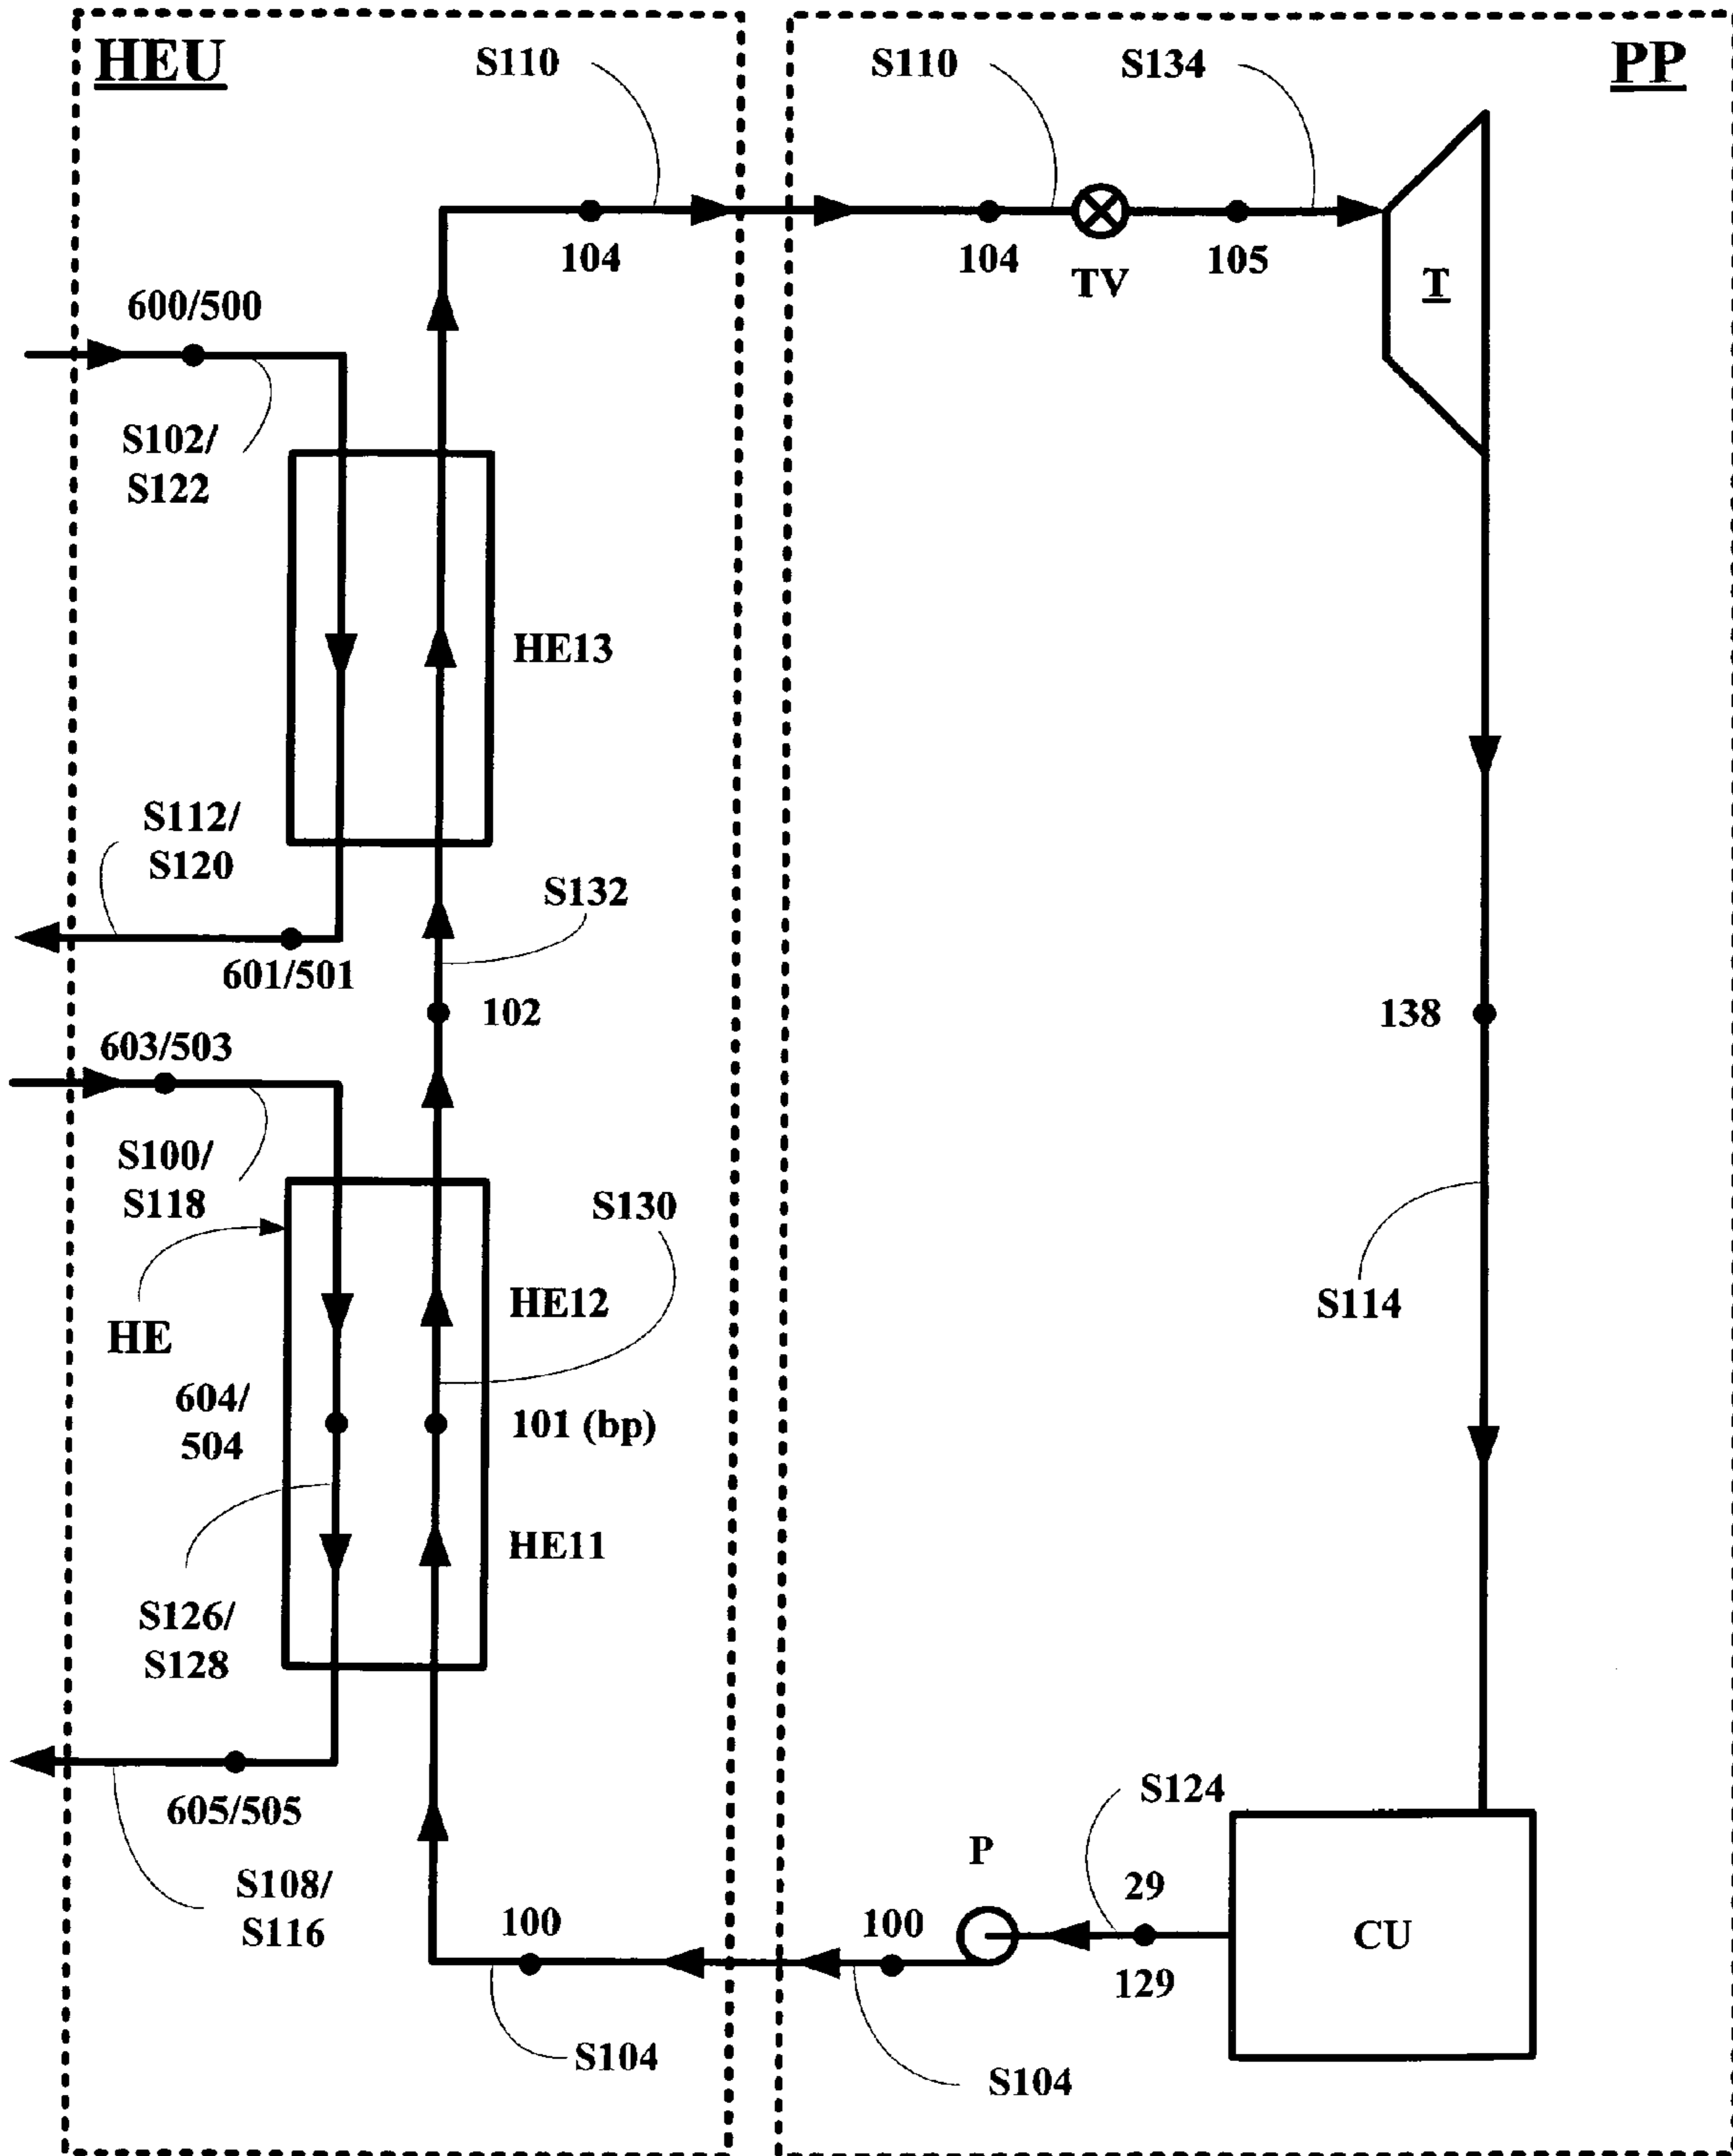 HEU
PP
S110
S110
S134
104
104
TV
105
T
600/500
S102/
S122
HE13
S112/
S120
S132
601/501
102
603/503
138
S100/
S118
S130
HE12
HE
S114
604/
504
101 (bp)
HE11
S126/
S128
S124
605/505
P
29
S108/
S116
100
100
CU
129
S104
S104